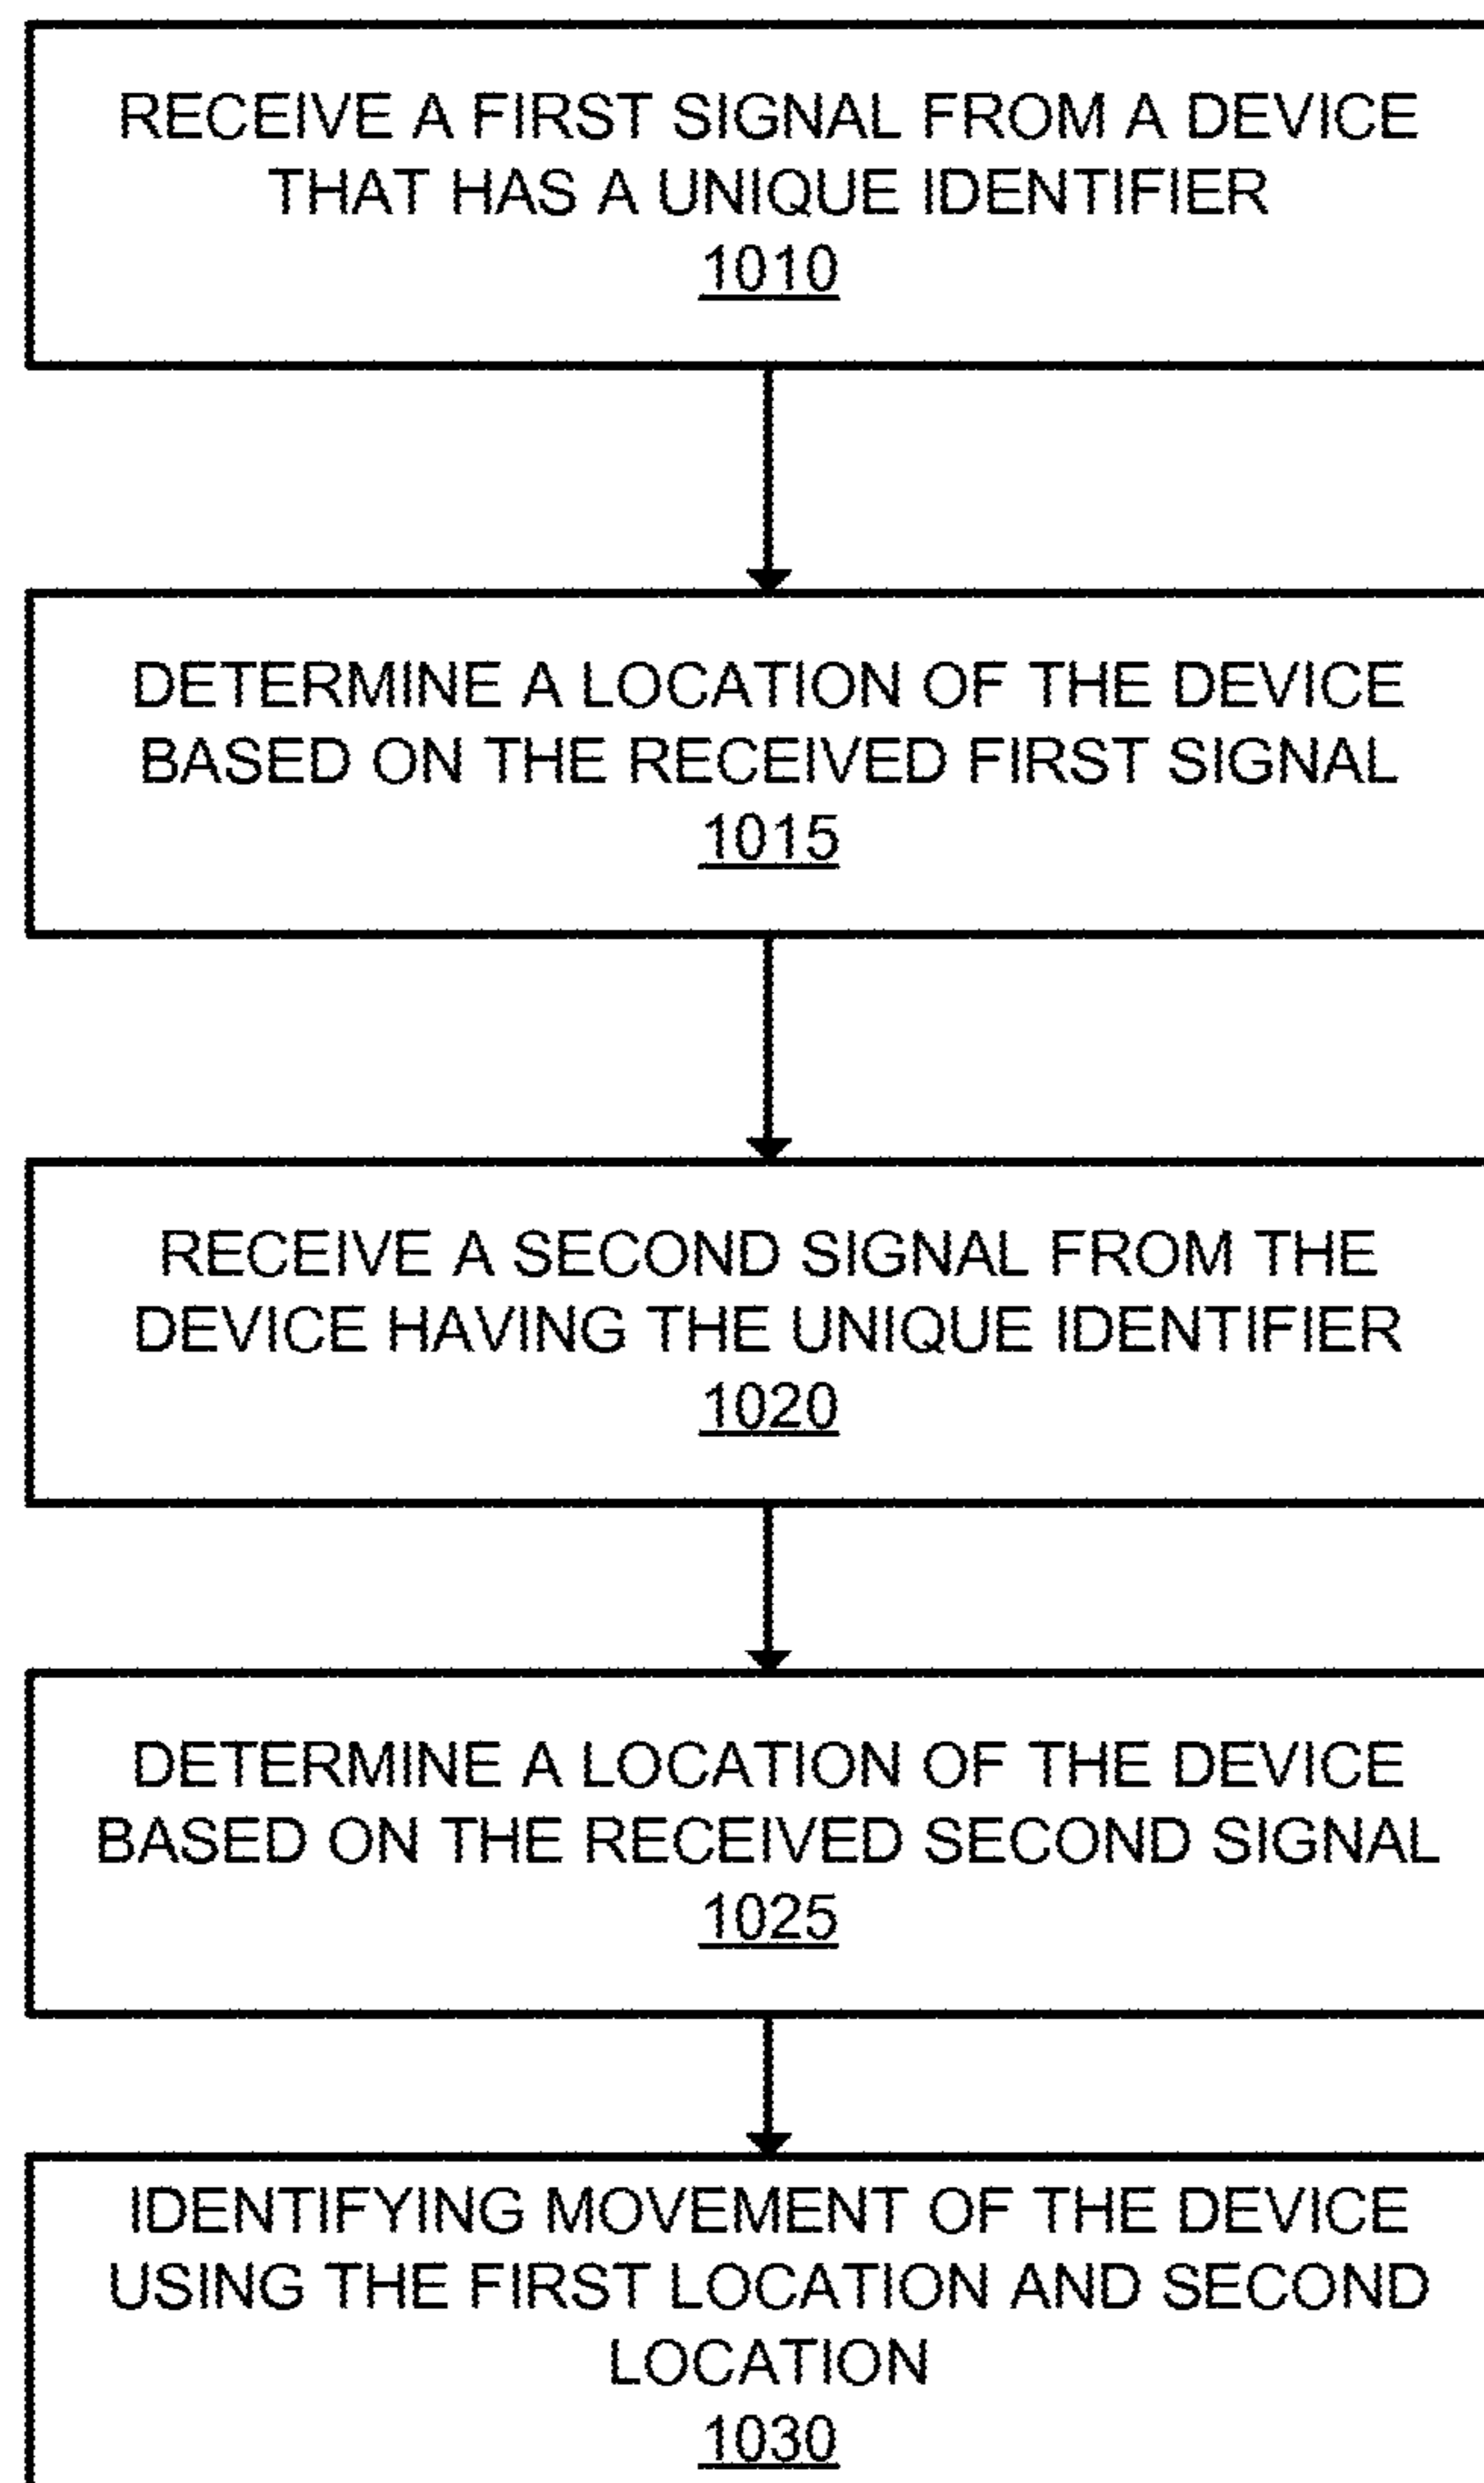 RECEIVE A FIRST SIGNAL FROM A DEVICE
THAT HAS A UNIQUE IDENTIFIER
1010
DETERMINE A LOCATION OF THE DEVICE
BASED ON THE RECEIVED FIRST SIGNAL
1015
RECEIVE A SECOND SIGNAL FROM THE
DEVICE HAVING THE UNIQUE IDENTIFIER
1020
DETERMINE A LOCATION OF THE DEVICE
BASED ON THE RECEIVED SECOND SIGNAL
1025
IDENTIFYING MOVEMENT OF THE DEVICE
USING THE FIRST LOCATION AND SECOND
LOCATION
1030